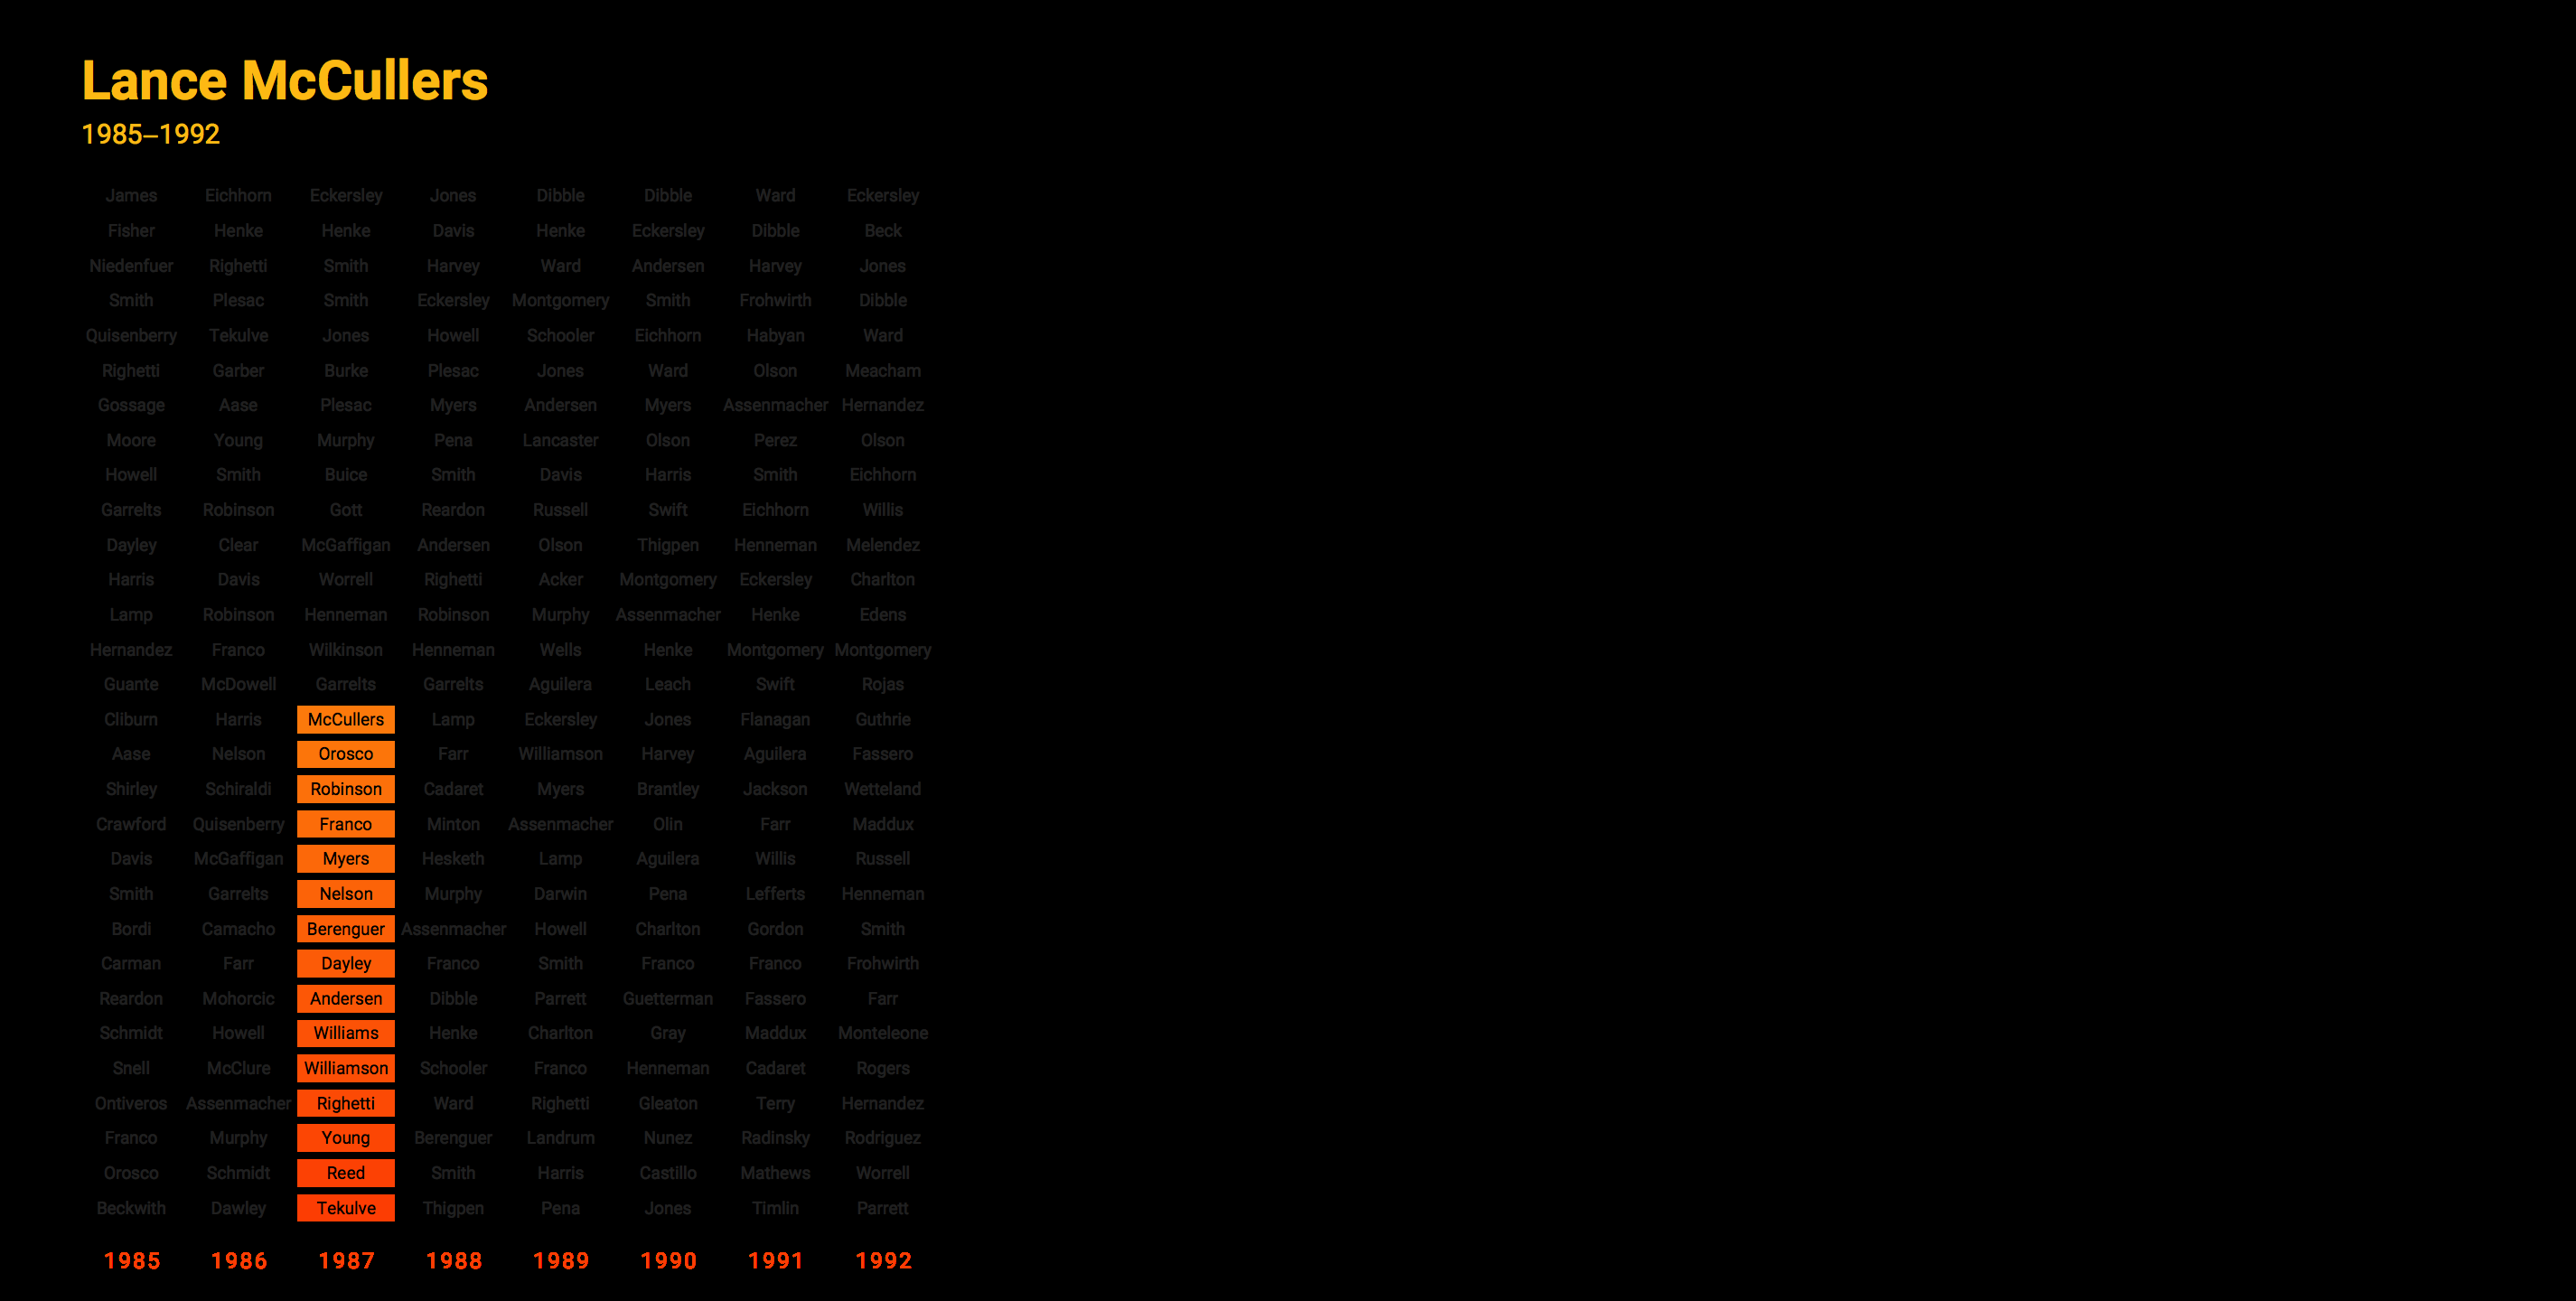 Lance McCullers
1985–1992
James Eichhorn Eckersley Jones Dibble Dibble Ward Eckersley
Fisher Henke Henke Davis Henke Eckersley Dibble Beck
Niedenfuer Righetti Smith Harvey Ward Andersen Harvey Jones
Smith Plesac Smith Eckersley Montgomery Smith Frohwirth Dibble
Quisenberry Tekulve Jones Howell Schooler Eichhorn Habyan Ward
Righetti Garber Burke Plesac Jones Ward Olson Meacham
Gossage Aase Plesac Myers Andersen Myers Assenmacher Hernandez
Moore Young Murphy Pena Lancaster Olson Perez Olson
Howell Smith Buice Smith Davis Harris Smith Eichhorn
Garrelts Robinson Gott Reardon Russell Swift Eichhorn Willis
Dayley Clear McGaffigan Andersen Olson Thigpen Henneman Melendez
Harris Davis Worrell Righetti Acker Montgomery Eckersley Charlton
Lamp Robinson Henneman Robinson Murphy Assenmacher Henke Edens
Hernandez Franco Wilkinson Henneman Wells Henke Montgomery Montgomery
Guante McDowell Garrelts Garrelts Aguilera Leach Swift Rojas
Cliburn Harris McCullers Lamp Eckersley Jones Flanagan Guthrie
Aase Nelson Orosco Farr Williamson Harvey Aguilera Fassero
Shirley Schiraldi Robinson Cadaret Myers Brantley Jackson Wetteland
Crawford Quisenberry Franco Minton Assenmacher Olin Farr Maddux
Davis McGaffigan Myers Hesketh Lamp Aguilera Willis Russell
Smith Garrelts Nelson Murphy Darwin Pena Lefferts Henneman
Bordi Camacho Berenguer Assenmacher Howell Charlton Gordon Smith
Carman Farr Dayley Franco Smith Franco Franco Frohwirth
Reardon Mohorcic Andersen Dibble Parrett Guetterman Fassero Farr
Schmidt Howell Williams Henke Charlton Gray Maddux Monteleone
Snell McClure Williamson Schooler Franco Henneman Cadaret Rogers
Ontiveros Assenmacher Righetti Ward Righetti Gleaton Terry Hernandez
Franco Murphy Young Berenguer Landrum Nunez Radinsky Rodriguez
Orosco Schmidt Reed Smith Harris Castillo Mathews Worrell
Beckwith Dawley Tekulve Thigpen Pena Jones Timlin Parrett
1985 1986 1987 1988 1989 1990 1991 1992